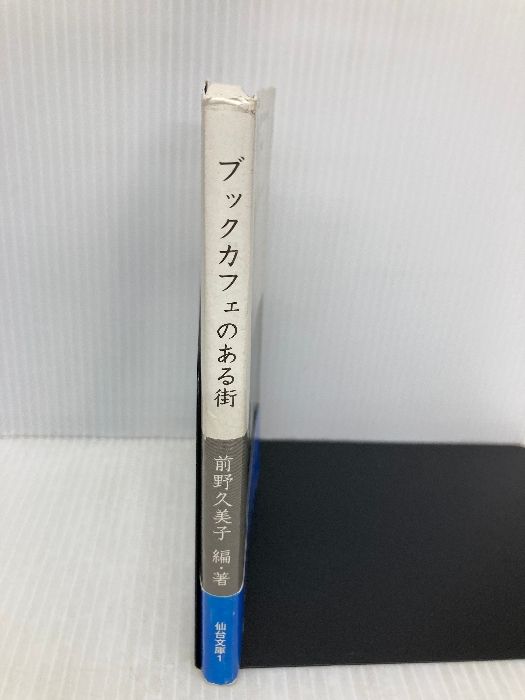 ブックカフェのある街
前野久美子 編・著
仙台文庫1